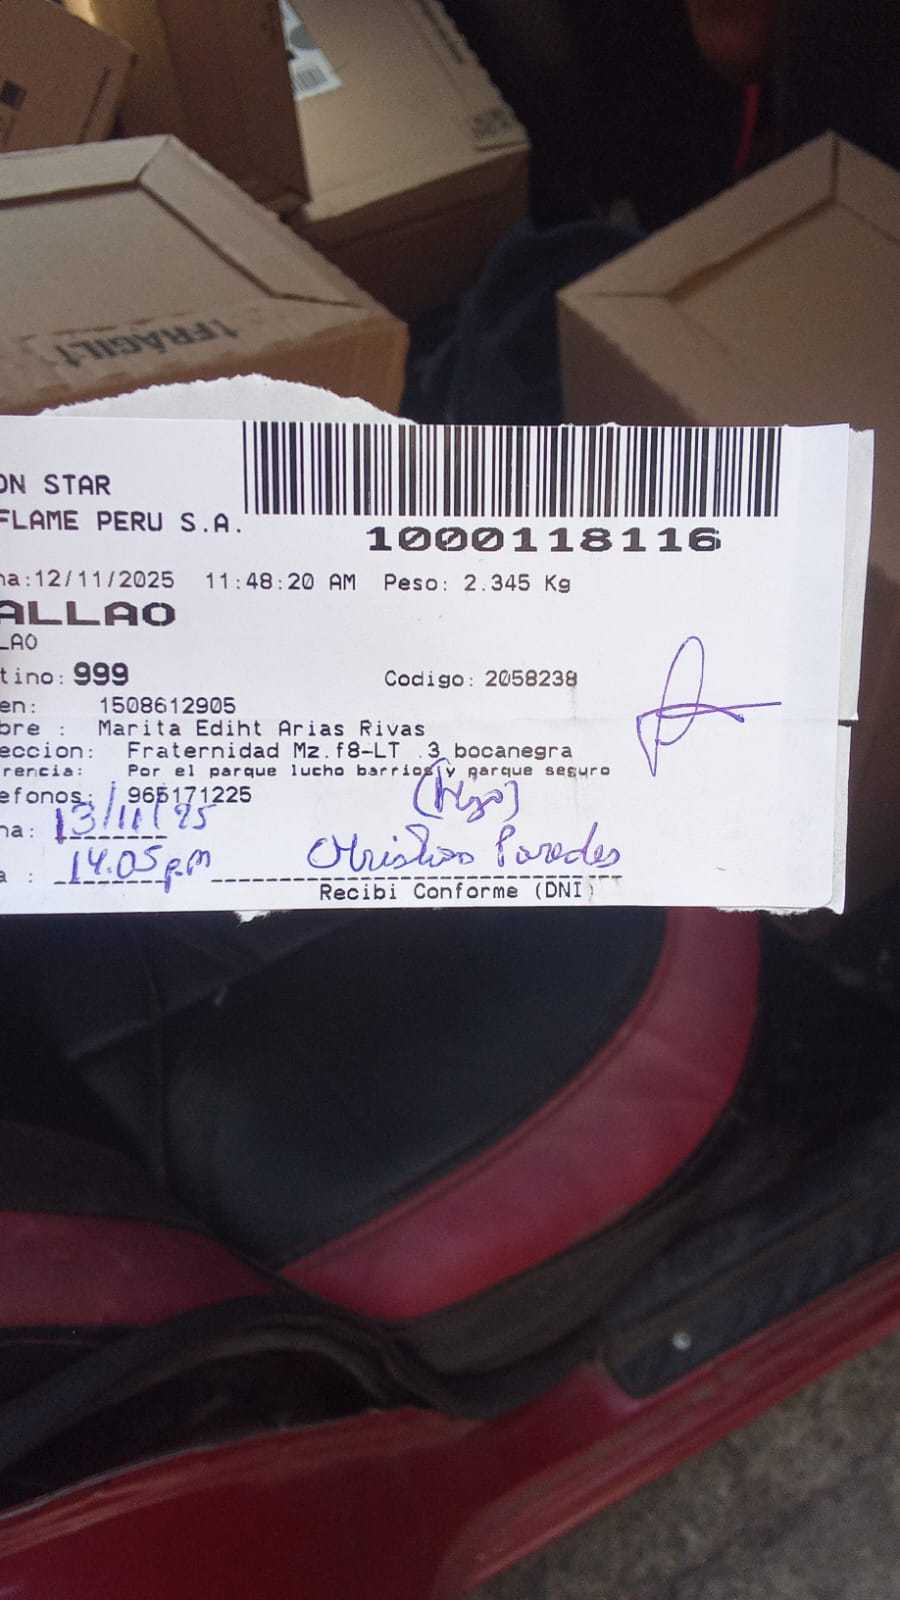 ¡FRÁGIL!
ON STAR
FLAME PERU S.A.
1000118116
na:12/11/2025 11:48:20 AM Peso: 2.345 Kg
ALLAO
LAO
tino: 999 Codigo: 2058238
en: 1508612905
bre : Marita Ediht Arias Rivas
eccion: Fraternidad Mz.f8-LT .3 bocanegra
rencia: Por el parque lucho barrios y parque seguro
efonos: 965171225
(Hijo)
na: 13/11/25
a : 14.05 p.m Christian Paredes
Recibi Conforme (DNI)